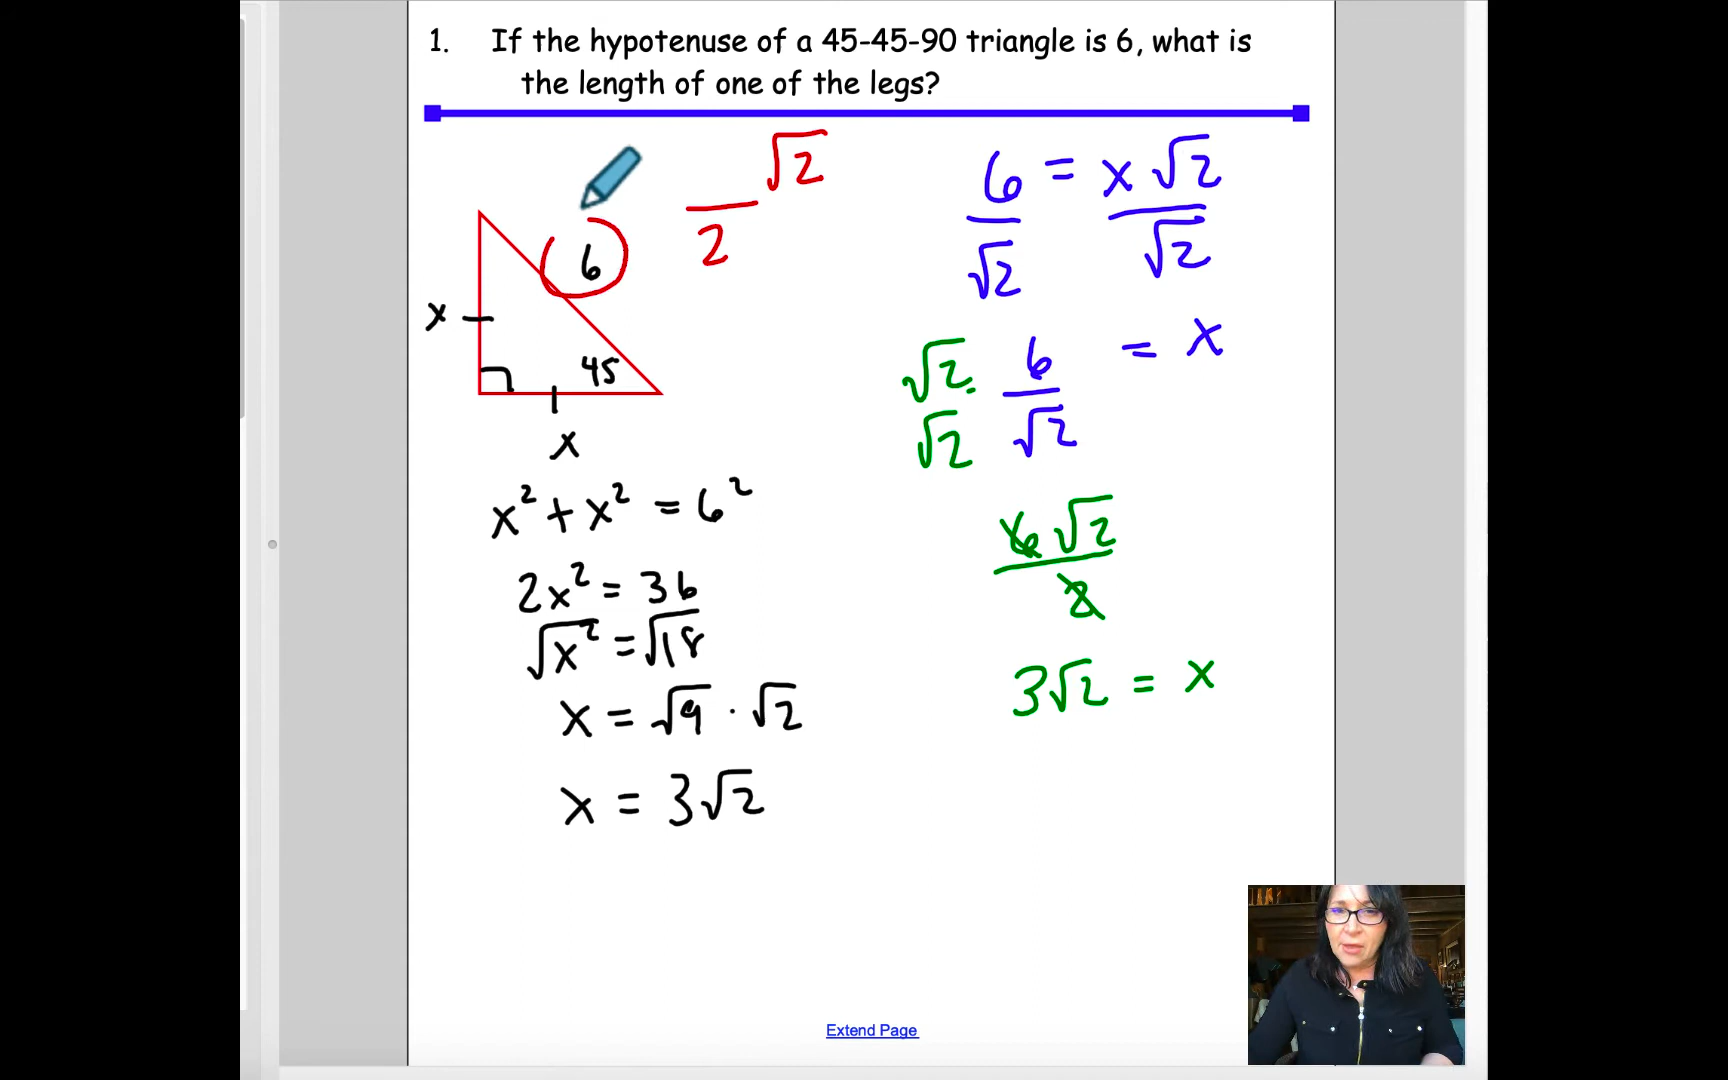 1. If the hypotenuse of a 45-45-90 triangle is 6, what is
the length of one of the legs?
6
x
45
x
√2
2
x² + x² = 6²
2x² = 36
√x² = √18
x = √9 · √2
x = 3√2
6 = x√2
√2 √2
√2 · 6 = x
√2 √2
6√2
2
3√2 = x
Extend Page